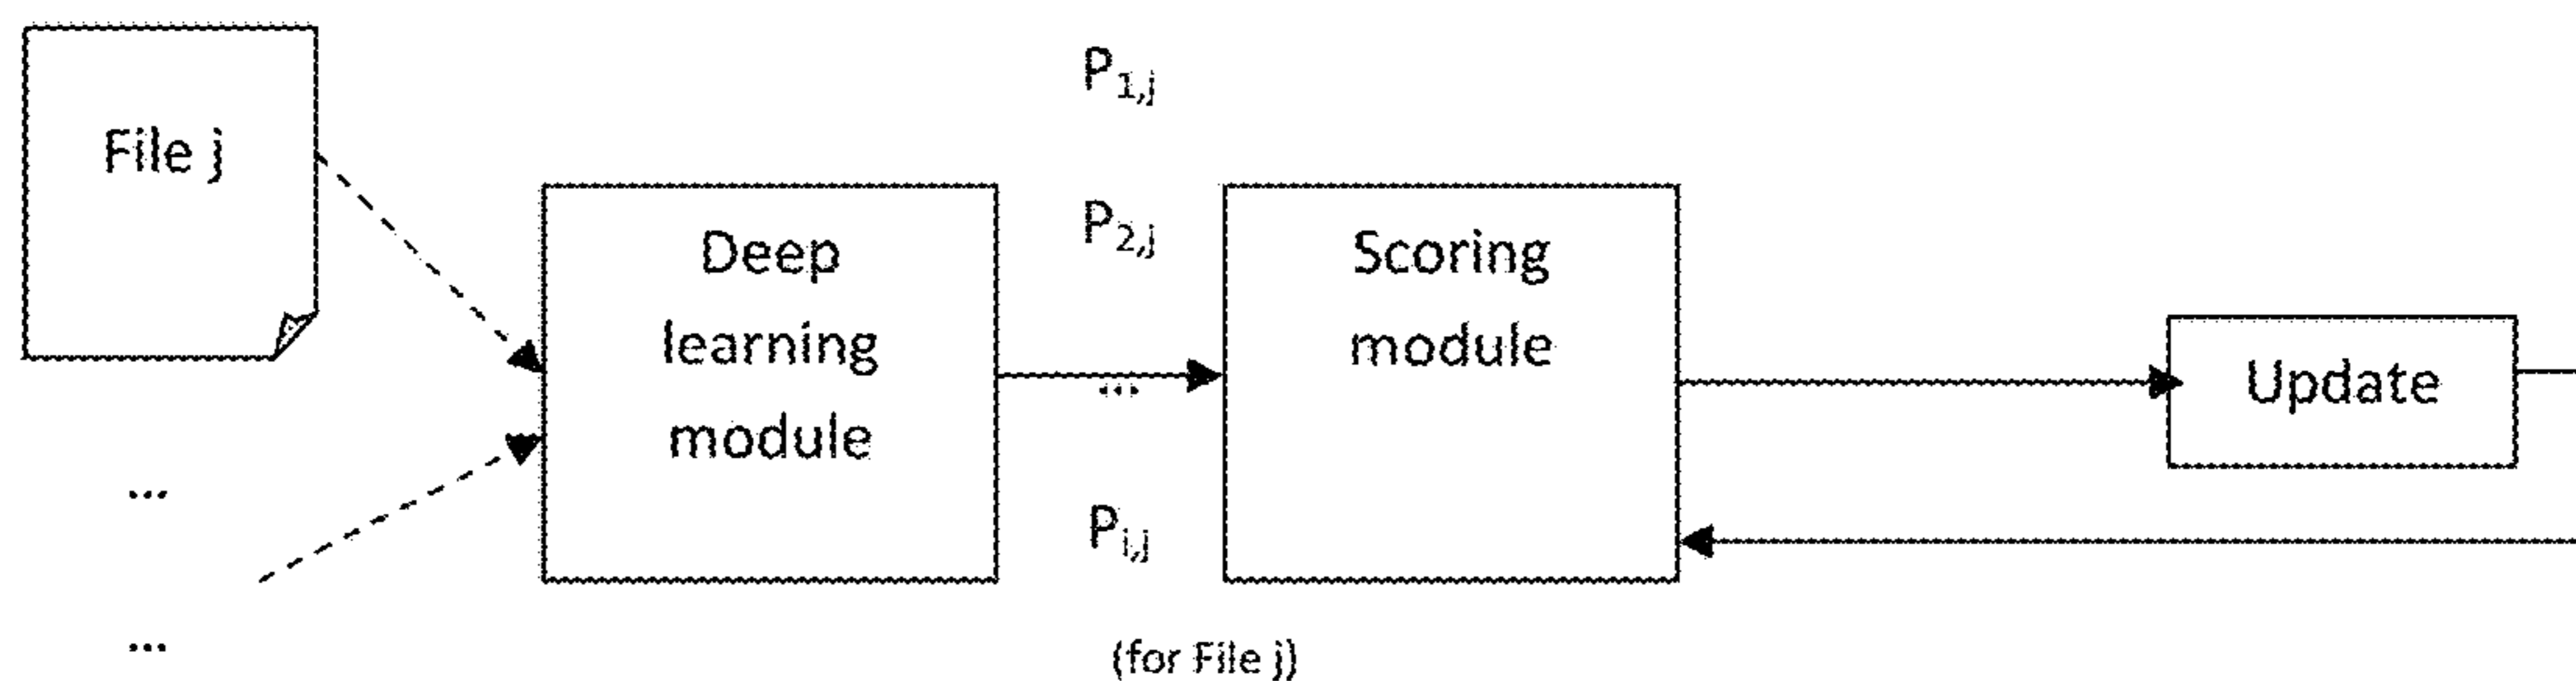 File j
...
...
Deep
learning
module
P1,j
P2,j
...
Pi,j
(for File j)
Scoring
module
Update